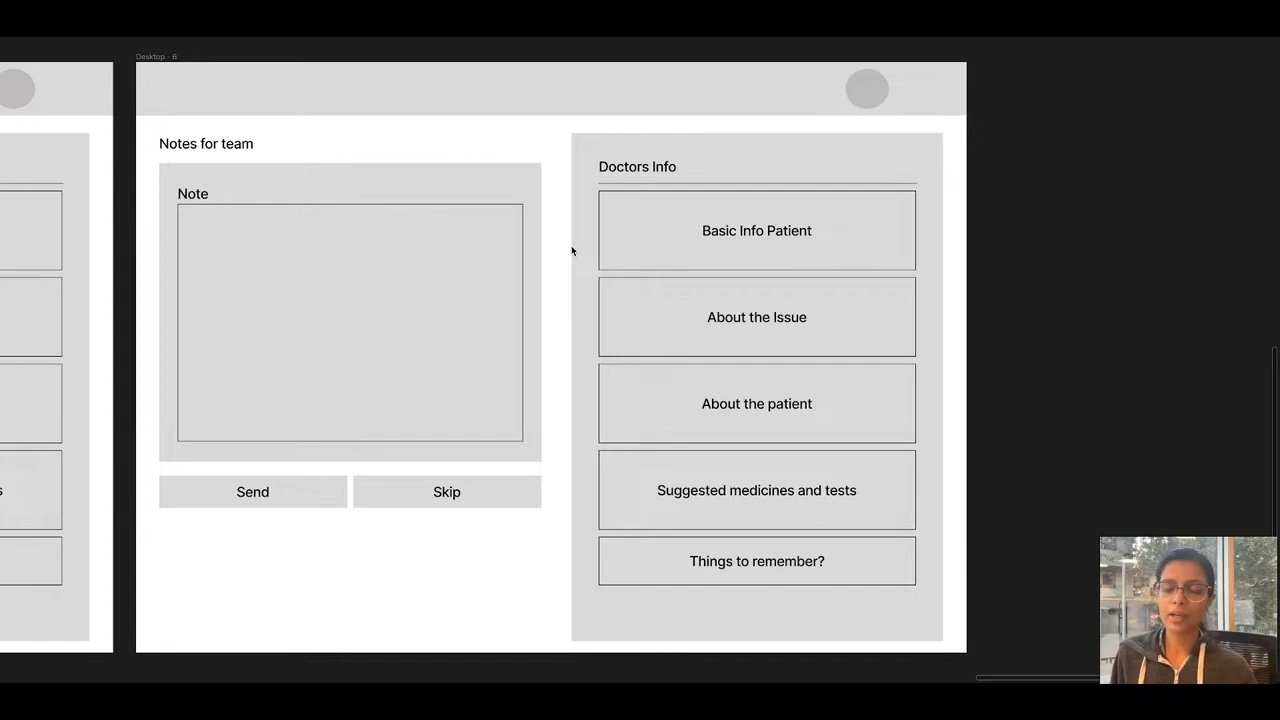 Desktop - 6
Notes for team
Note
Send
Skip
Doctors Info
Basic Info Patient
About the Issue
About the patient
Suggested medicines and tests
Things to remember?
s